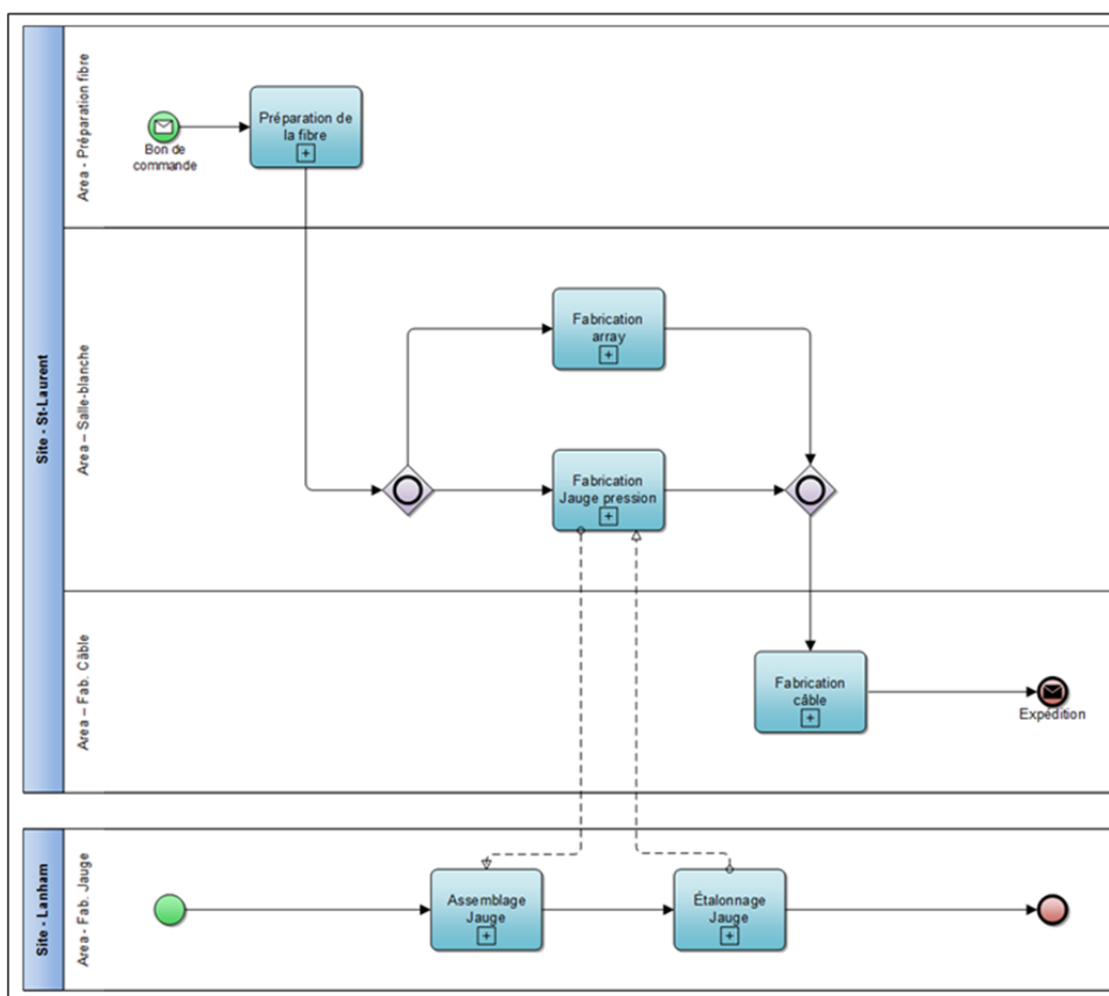 Site - St-Laurent
Area - Préparation fibre
Bon de
commande
Préparation de
la fibre
Area – Salle-blanche
Fabrication
array
Fabrication
Jauge pression
Area – Fab. Câble
Fabrication
câble
Expédition
Site - Lanham
Area - Fab. Jauge
Assemblage
Jauge
Étalonnage
Jauge